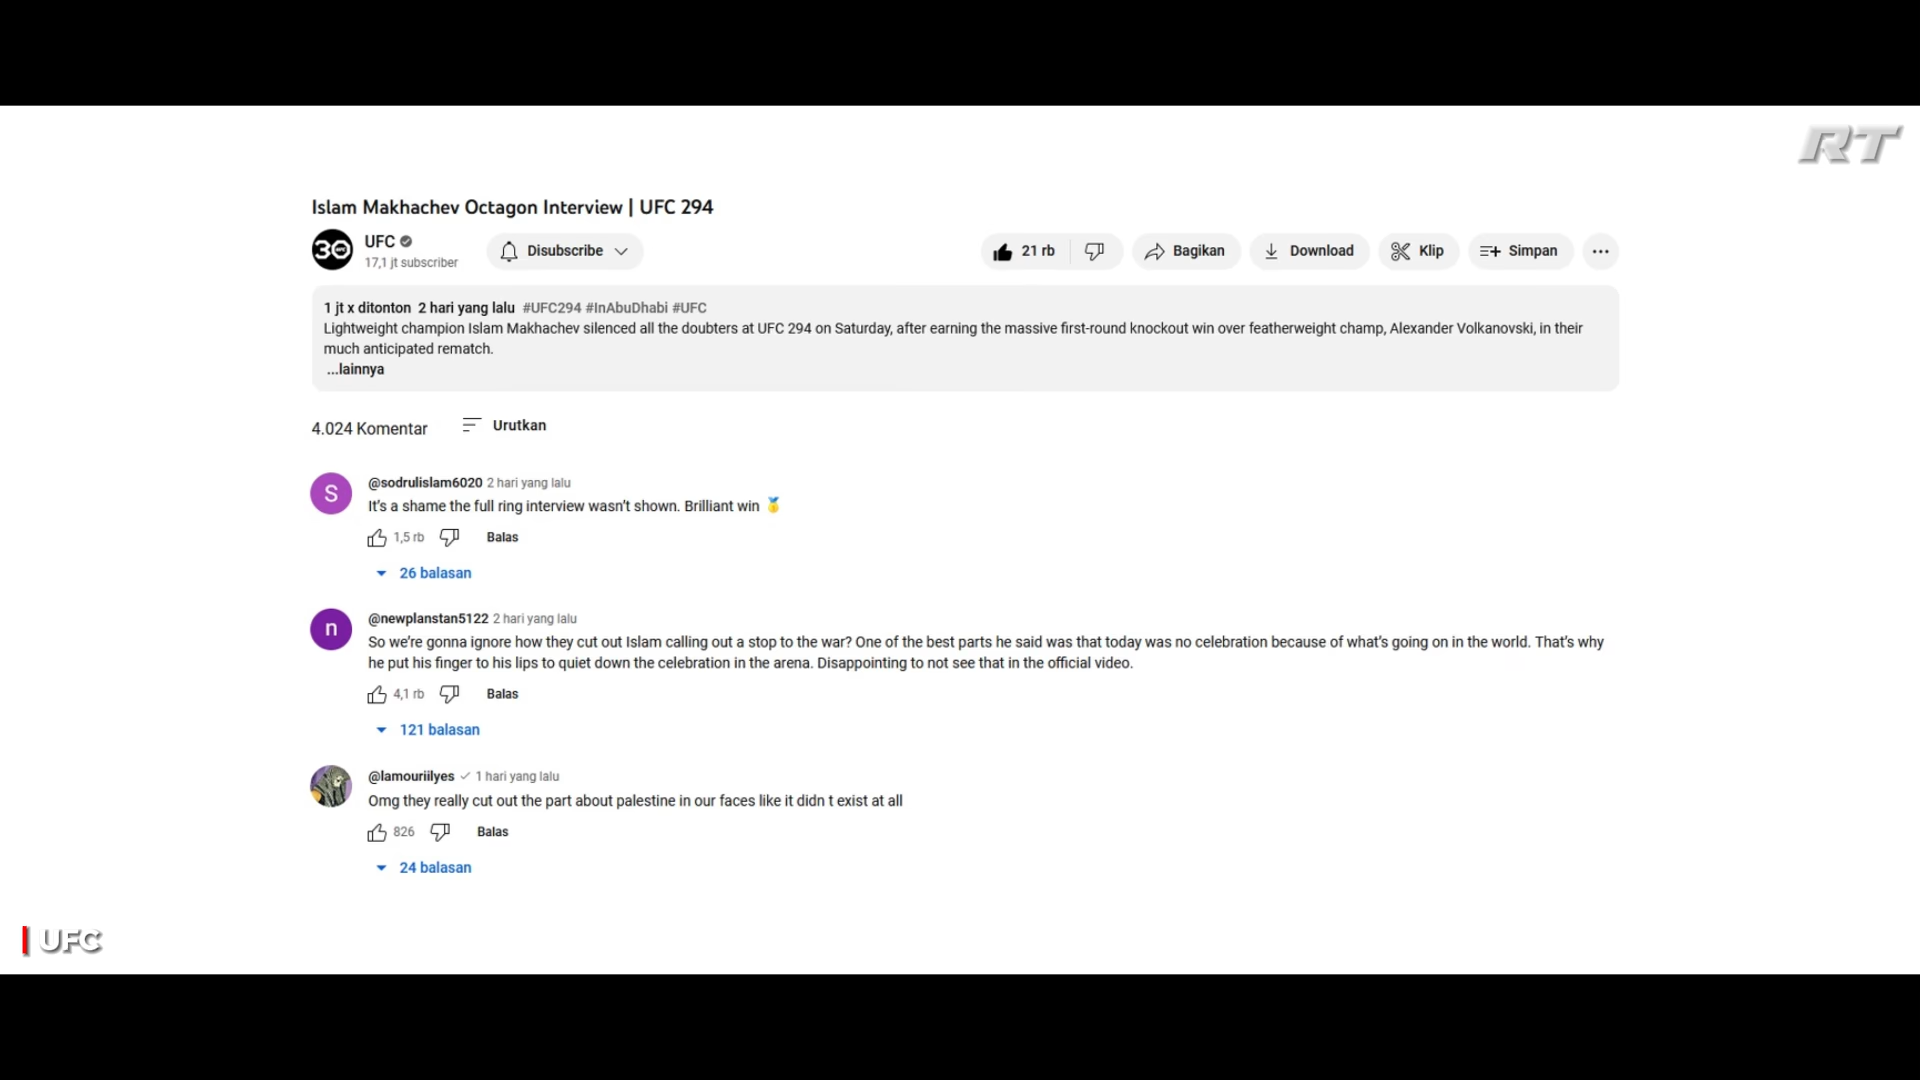 RT
Islam Makhachev Octagon Interview | UFC 294
30
UFC
17,1 jt subscriber
Disubscribe
21 rb
Bagikan
Download
Klip
Simpan
1 jt x ditonton 2 hari yang lalu #UFC294 #InAbuDhabi #UFC
Lightweight champion Islam Makhachev silenced all the doubters at UFC 294 on Saturday, after earning the massive first-round knockout win over featherweight champ, Alexander Volkanovski, in their
much anticipated rematch.
...lainnya
4.024 Komentar
Urutkan
S
@sodrulislam6020 2 hari yang lalu
It's a shame the full ring interview wasn't shown. Brilliant win 🥇
1,5 rb
Balas
26 balasan
n
@newplanstan5122 2 hari yang lalu
So we're gonna ignore how they cut out Islam calling out a stop to the war? One of the best parts he said was that today was no celebration because of what's going on in the world. That's why
he put his finger to his lips to quiet down the celebration in the arena. Disappointing to not see that in the official video.
4,1 rb
Balas
121 balasan
@lamouriilyes 1 hari yang lalu
Omg they really cut out the part about palestine in our faces like it didn t exist at all
826
Balas
24 balasan
UFC